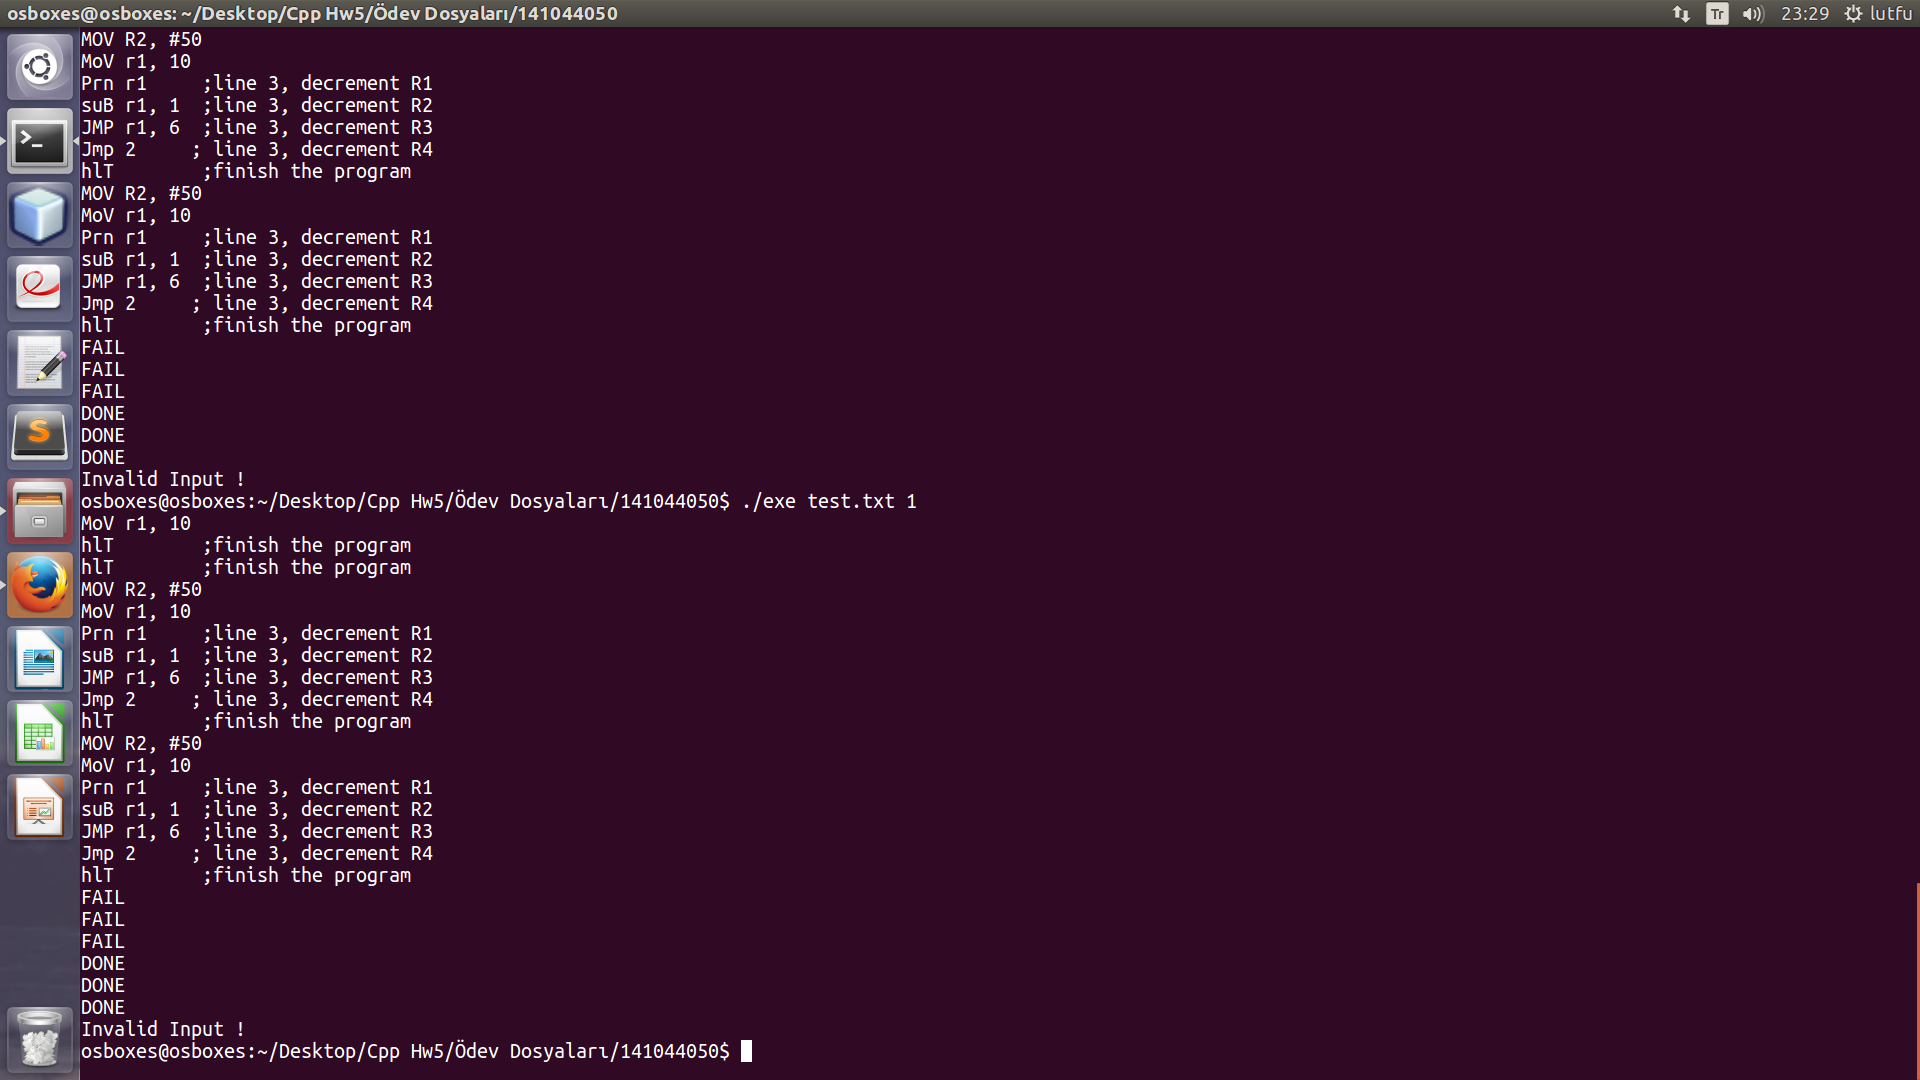 osboxes@osboxes: ~/Desktop/Cpp Hw5/Ödev Dosyaları/141044050
Tr
23:29
lutfu
MOV R2, #50
MoV r1, 10
Prn r1     ;line 3, decrement R1
suB r1, 1  ;line 3, decrement R2
JMP r1, 6  ;line 3, decrement R3
Jmp 2     ; line 3, decrement R4
hlT        ;finish the program
MOV R2, #50
MoV r1, 10
Prn r1     ;line 3, decrement R1
suB r1, 1  ;line 3, decrement R2
JMP r1, 6  ;line 3, decrement R3
Jmp 2     ; line 3, decrement R4
hlT        ;finish the program
FAIL
FAIL
FAIL
DONE
DONE
DONE
Invalid Input !
osboxes@osboxes:~/Desktop/Cpp Hw5/Ödev Dosyaları/141044050$ ./exe test.txt 1
MoV r1, 10
hlT        ;finish the program
hlT        ;finish the program
MOV R2, #50
MoV r1, 10
Prn r1     ;line 3, decrement R1
suB r1, 1  ;line 3, decrement R2
JMP r1, 6  ;line 3, decrement R3
Jmp 2     ; line 3, decrement R4
hlT        ;finish the program
MOV R2, #50
MoV r1, 10
Prn r1     ;line 3, decrement R1
suB r1, 1  ;line 3, decrement R2
JMP r1, 6  ;line 3, decrement R3
Jmp 2     ; line 3, decrement R4
hlT        ;finish the program
FAIL
FAIL
FAIL
DONE
DONE
DONE
Invalid Input !
osboxes@osboxes:~/Desktop/Cpp Hw5/Ödev Dosyaları/141044050$